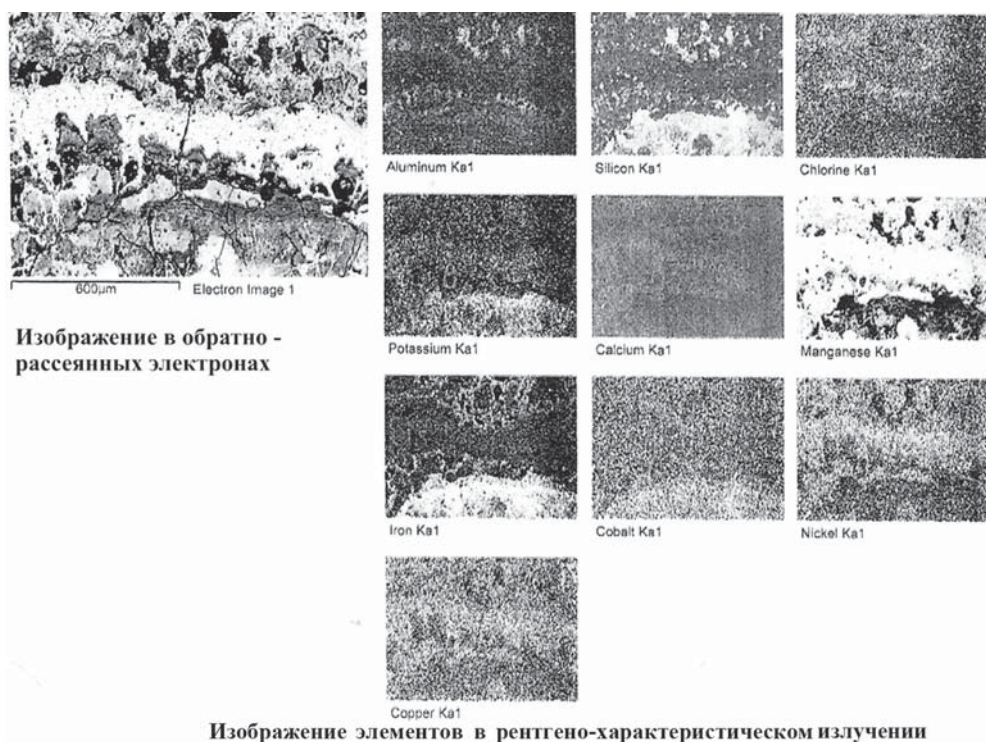 Aluminum Ka1
Silicon Ka1
Chlorine Ka1
600µm
Electron Image 1
Изображение в обратно -
рассеянных электронах
Potassium Ka1
Calcium Ka1
Manganese Ka1
Iron Ka1
Cobalt Ka1
Nickel Ka1
Copper Ka1
Изображение элементов в рентгено-характеристическом излучении